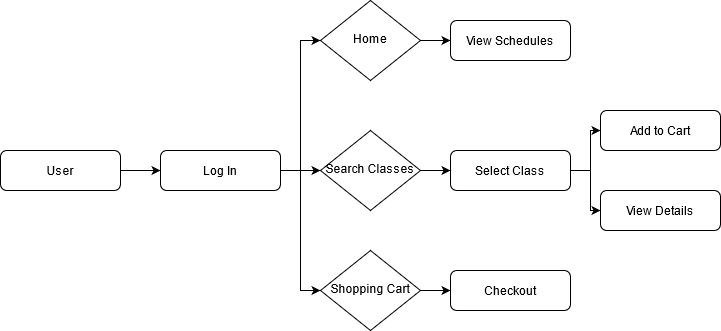 Home
View Schedules
Add to Cart
User
Log In
Search Classes
Select Class
View Details
Shopping Cart
Checkout